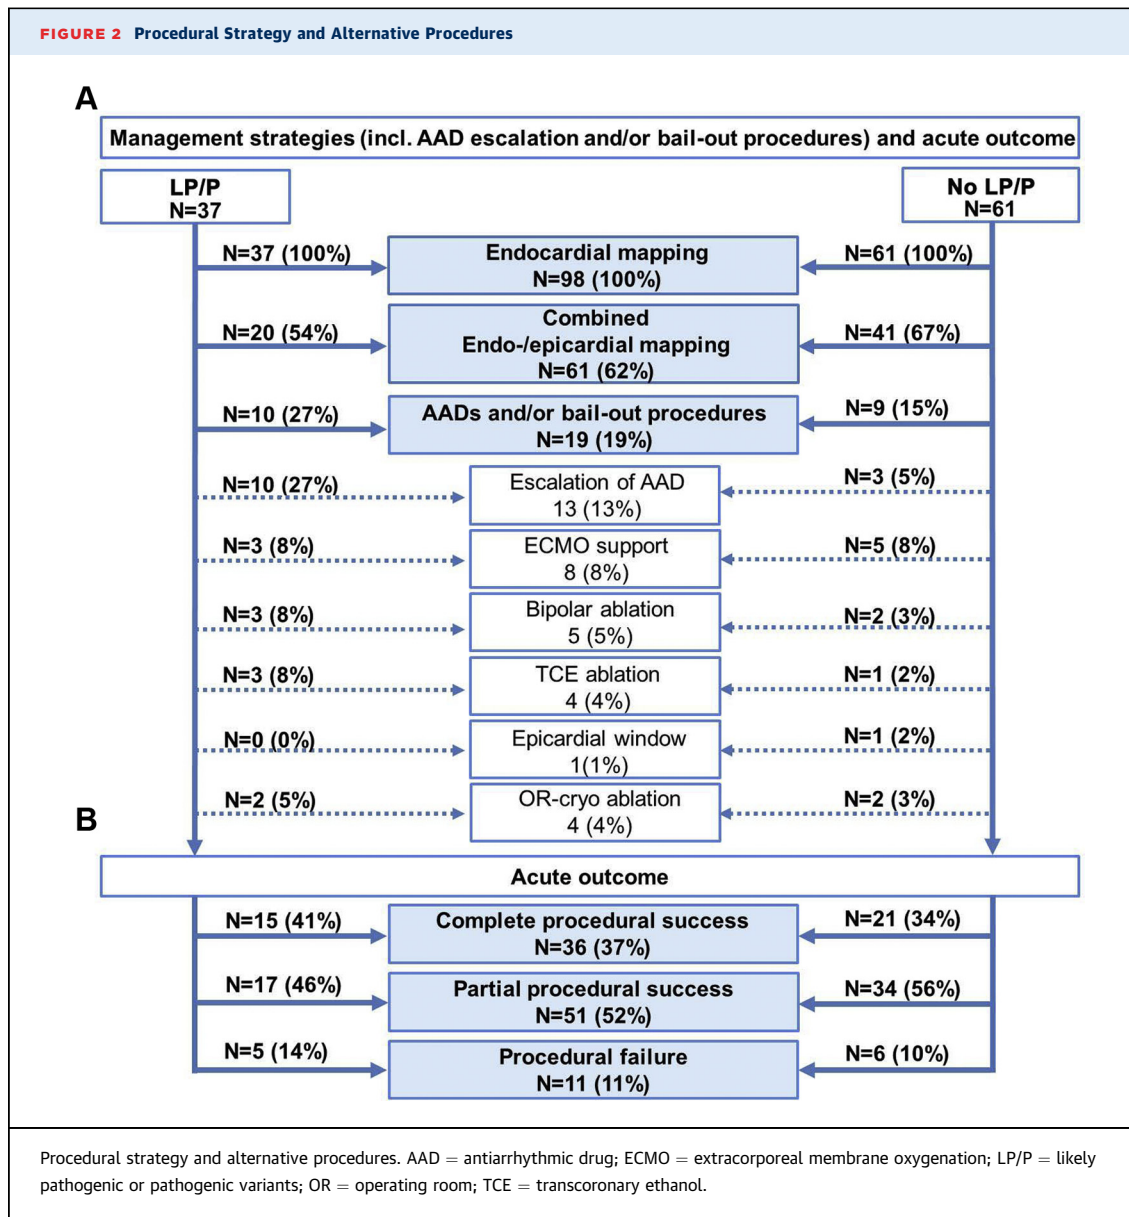 FIGURE 2 Procedural Strategy and Alternative Procedures
A
Management strategies (incl. AAD escalation and/or bail-out procedures) and acute outcome
LP/P
N=37
No LP/P
N=61
N=37 (100%)
Endocardial mapping
N=98 (100%)
N=61 (100%)
N=20 (54%)
Combined
Endo-/epicardial mapping
N=61 (62%)
N=41 (67%)
N=10 (27%)
AADs and/or bail-out procedures
N=19 (19%)
N=9 (15%)
N=10 (27%)
Escalation of AAD
13 (13%)
N=3 (5%)
N=3 (8%)
ECMO support
8 (8%)
N=5 (8%)
N=3 (8%)
Bipolar ablation
5 (5%)
N=2 (3%)
N=3 (8%)
TCE ablation
4 (4%)
N=1 (2%)
N=0 (0%)
Epicardial window
1(1%)
N=1 (2%)
N=2 (5%)
OR-cryo ablation
4 (4%)
N=2 (3%)
B
Acute outcome
N=15 (41%)
Complete procedural success
N=36 (37%)
N=21 (34%)
N=17 (46%)
Partial procedural success
N=51 (52%)
N=34 (56%)
N=5 (14%)
Procedural failure
N=11 (11%)
N=6 (10%)
Procedural strategy and alternative procedures. AAD = antiarrhythmic drug; ECMO = extracorporeal membrane oxygenation; LP/P = likely
pathogenic or pathogenic variants; OR = operating room; TCE = transcoronary ethanol.